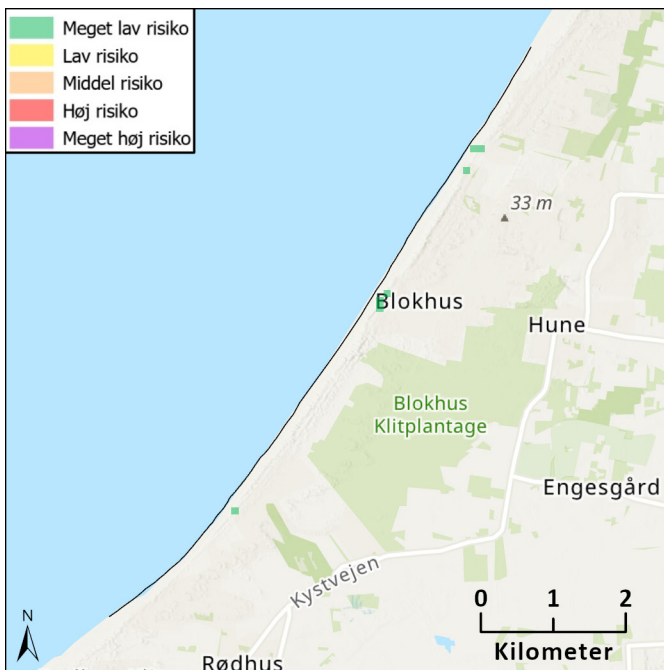 Meget lav risiko
Lav risiko
Middel risiko
Høj risiko
Meget høj risiko
33 m
Blokhus
Hune
Blokhus
Klitplantage
Engesgård
Kystvejen
0 1 2
Kilometer
N
Rødhus